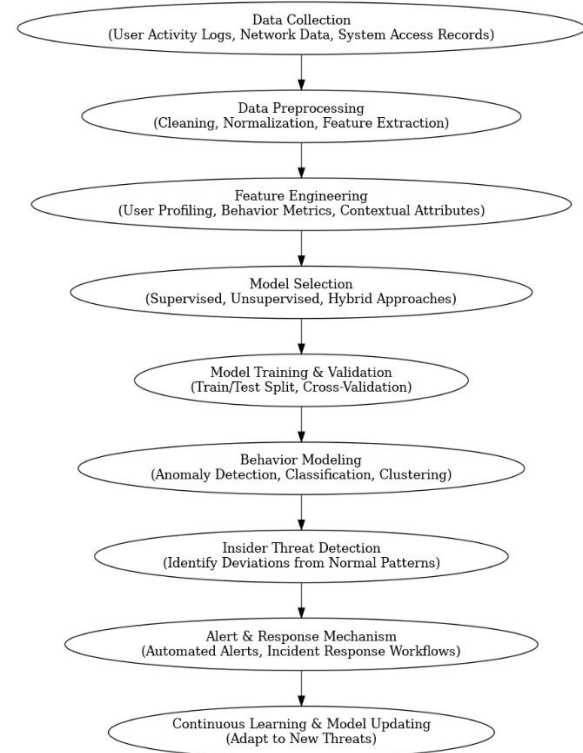 Data Collection
(User Activity Logs, Network Data, System Access Records)
Data Preprocessing
(Cleaning, Normalization, Feature Extraction)
Feature Engineering
(User Profiling, Behavior Metrics, Contextual Attributes)
Model Selection
(Supervised, Unsupervised, Hybrid Approaches)
Model Training & Validation
(Train/Test Split, Cross-Validation)
Behavior Modeling
(Anomaly Detection, Classification, Clustering)
Insider Threat Detection
(Identify Deviations from Normal Patterns)
Alert & Response Mechanism
(Automated Alerts, Incident Response Workflows)
Continuous Learning & Model Updating
(Adapt to New Threats)